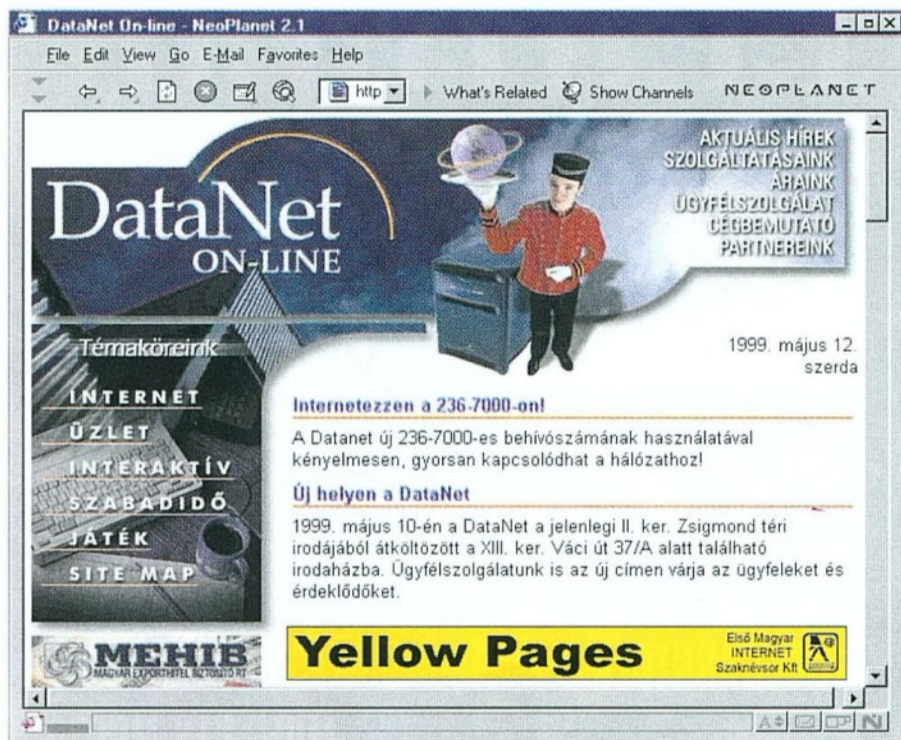 DataNet On-line - NeoPlanet 2.1
File Edit View Go E-Mail Favorites Help
http What's Related Show Channels NEOPLANET
DataNet
ON-LINE
AKTUÁLIS HÍREK
SZOLGÁLTATÁSAINK
ÁRAINK
ÜGYFÉLSZOLGÁLAT
CÉGBEMUTATÓ
PARTNEREINK
Témaköreink
INTERNET
ÜZLET
INTERAKTÍV
SZABADIDŐ
JÁTÉK
SITE MAP
1999. május 12.
szerda
Internetezzen a 236-7000-on!
A Datanet új 236-7000-es behívószámának használatával
kényelmesen, gyorsan kapcsolódhat a hálózathoz!
Új helyen a DataNet
1999. május 10-én a DataNet a jelenlegi II. ker. Zsigmond téri
irodájából átköltözött a XIII. ker. Váci út 37/A alatt található
irodaházba. Ügyfélszolgálatunk is az új címen várja az ügyfeleket és
érdeklődőket.
MEHIB
MAGYAR EXPORTHITEL BIZTOSÍTÓ RT
Yellow Pages
Első Magyar
INTERNET
Szaknévsor Kft